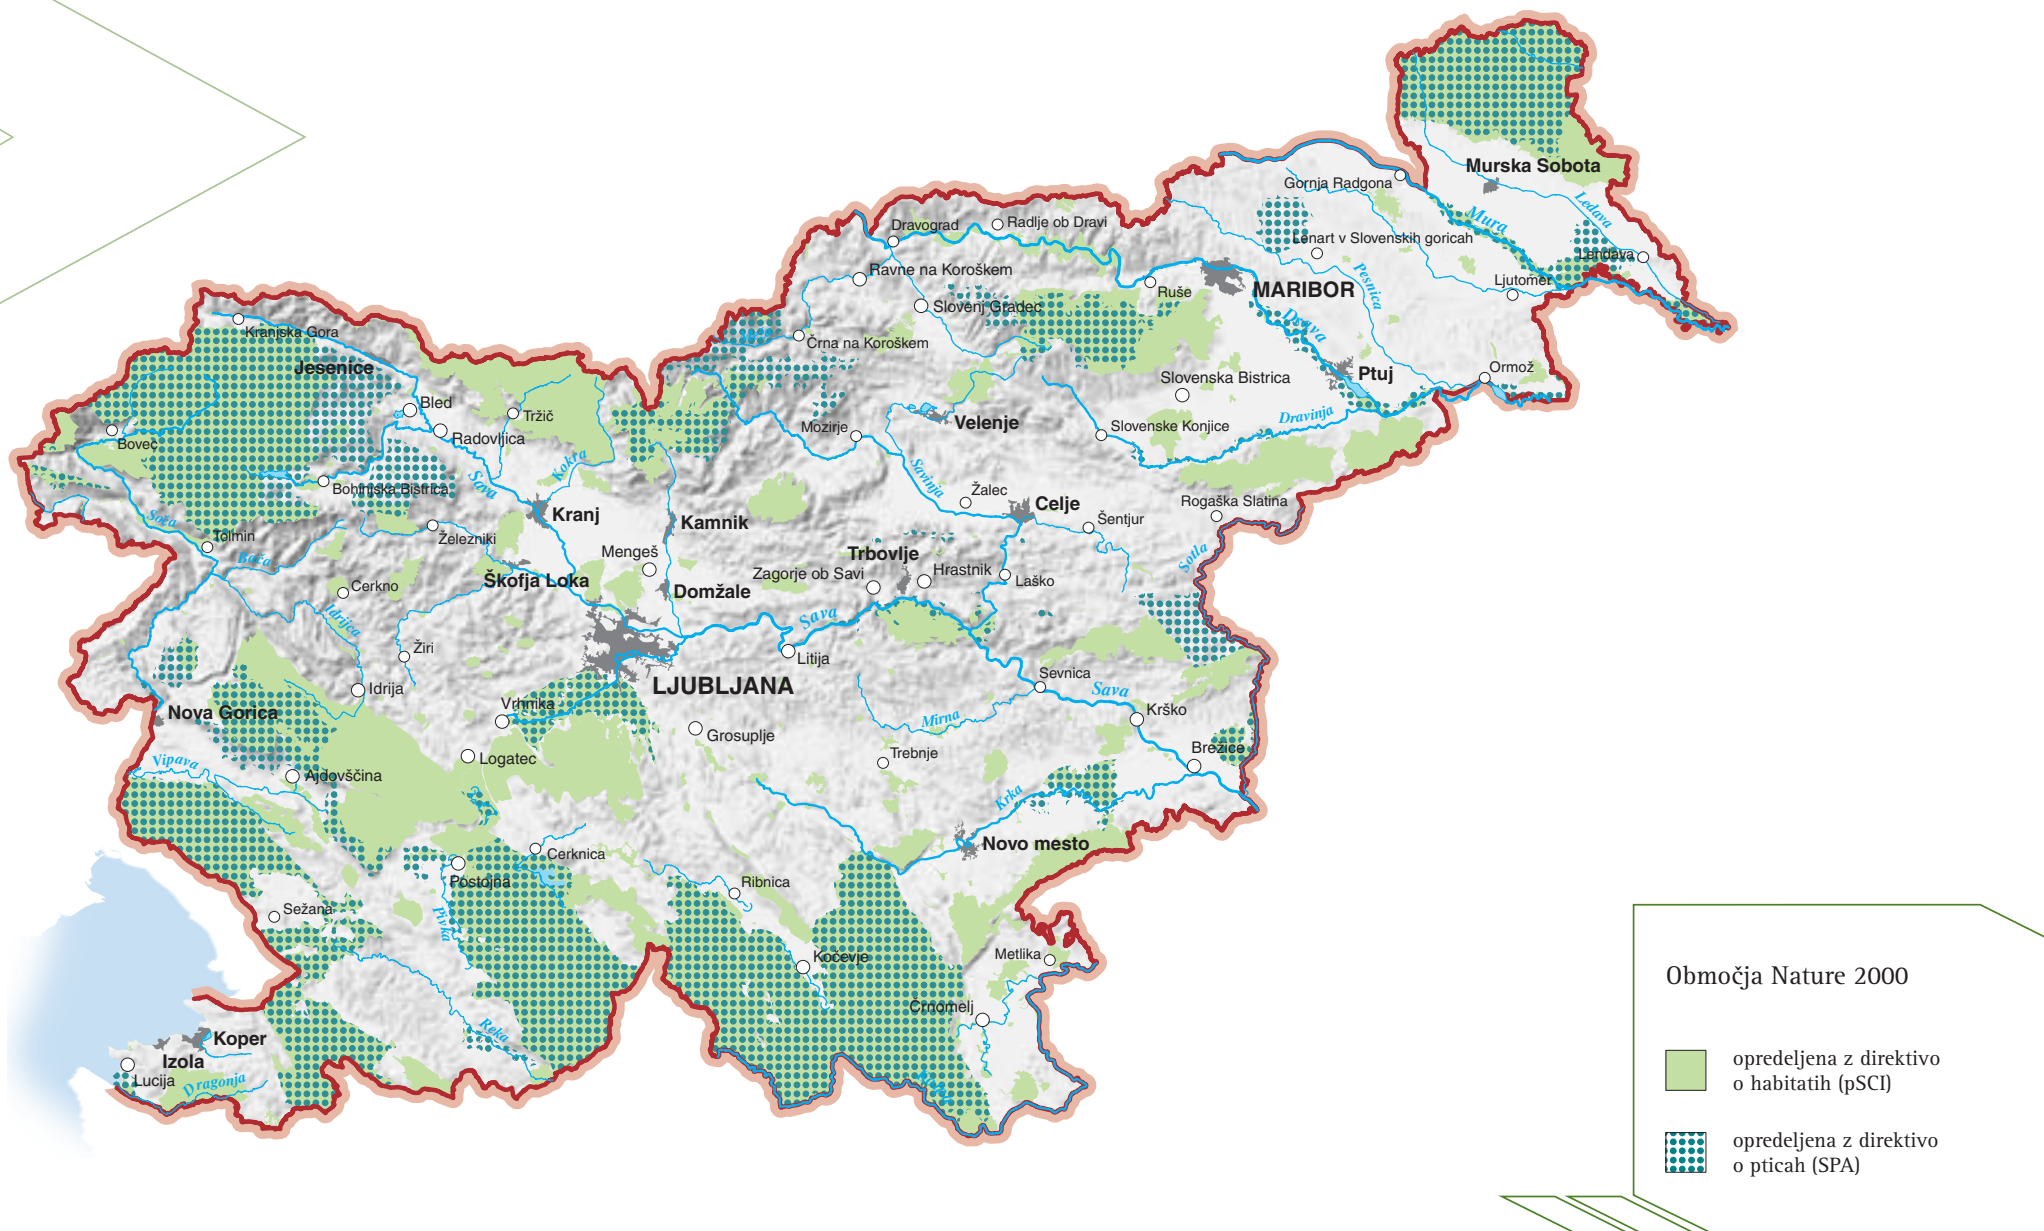 Murska Sobota
Gornja Radgona
Ledava
Mura
Dravograd
Radlje ob Dravi
Lenart v Slovenskih goricah
Lendava
Ravne na Koroškem
Pesnica
Ljutomer
Ruše
MARIBOR
Slovenj Gradec
Kranjska Gora
Drava
Črna na Koroškem
Jesenice
Ptuj
Ormož
Slovenska Bistrica
Bled
Tržič
Dravinja
Velenje
Mozirje
Slovenske Konjice
Radovljica
Bovec
Kokra
Savinja
Sava
Bohinjska Bistrica
Žalec
Celje
Rogaška Slatina
Kranj
Kamnik
Šentjur
Soča
Tolmin
Železniki
Mengeš
Trbovlje
Sotla
Bača
Zagorje ob Savi
Hrastnik
Laško
Škofja Loka
Cerkno
Domžale
Idrijca
Sava
Žiri
Litija
Sevnica
Idrija
LJUBLJANA
Sava
Vrhnika
Nova Gorica
Mirna
Krško
Grosuplje
Brežice
Trebnje
Logatec
Vipava
Ajdovščina
Krka
Novo mesto
Cerknica
Postojna
Ribnica
Sežana
Pivka
Metlika
Kočevje
Črnomelj
Reka
Koper
Izola
Lucija
Dragonja
Območja Nature 2000
opredeljena z direktivo
o habitatih (pSCI)
opredeljena z direktivo
o pticah (SPA)